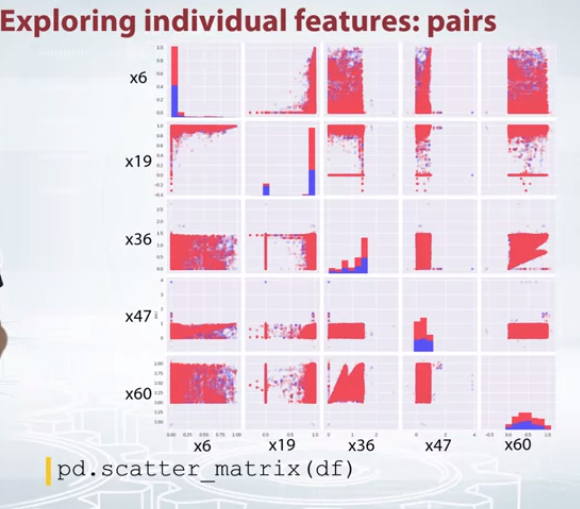 Exploring individual features: pairs
x6
x19
x36
x47
x60
x6 x19 x36 x47 x60
pd.scatter_matrix(df)